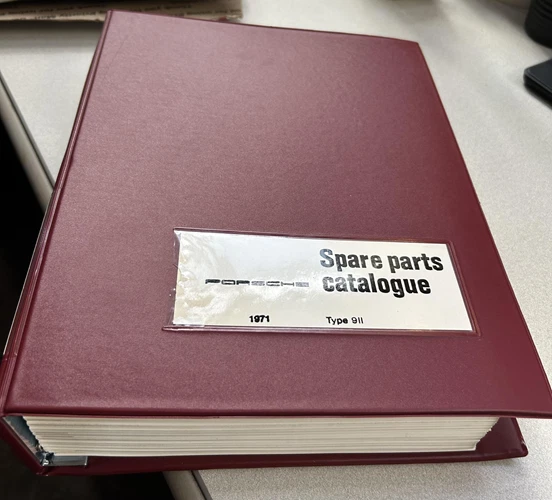 Spare parts
PORSCHE catalogue
1971 Type 911